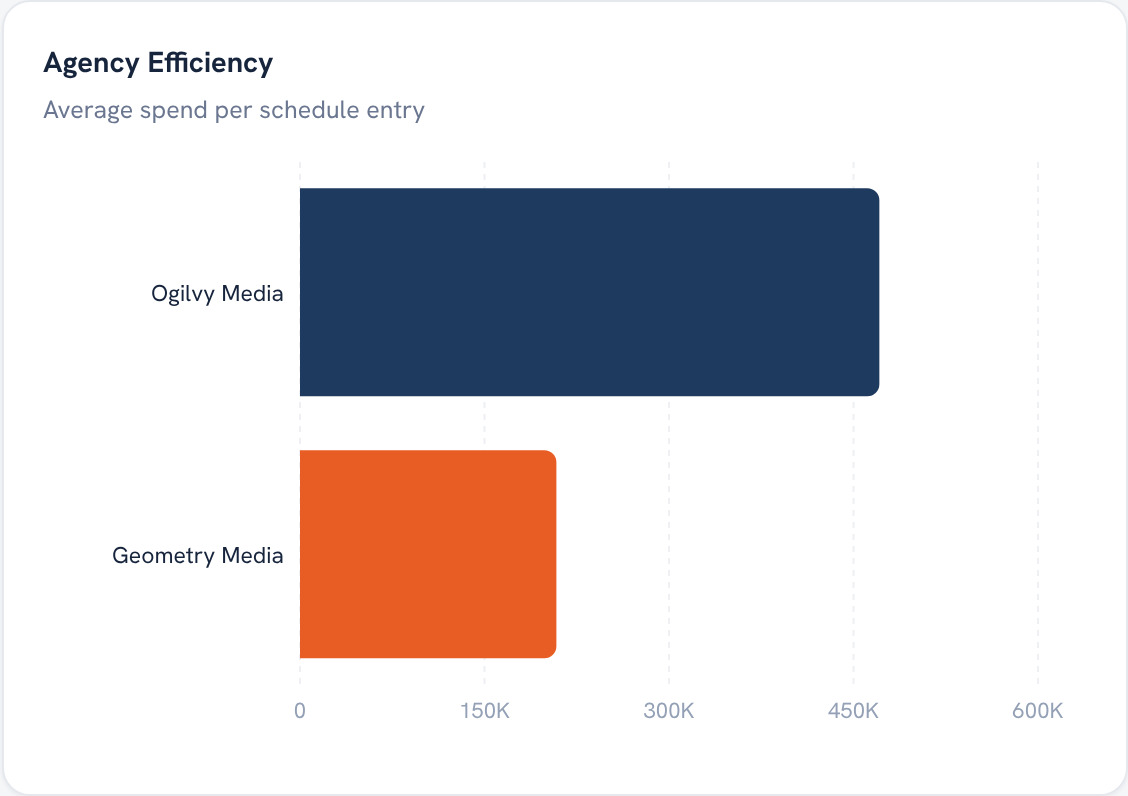 Agency Efficiency
Average spend per schedule entry
Ogilvy Media
Geometry Media
0 150K 300K 450K 600K